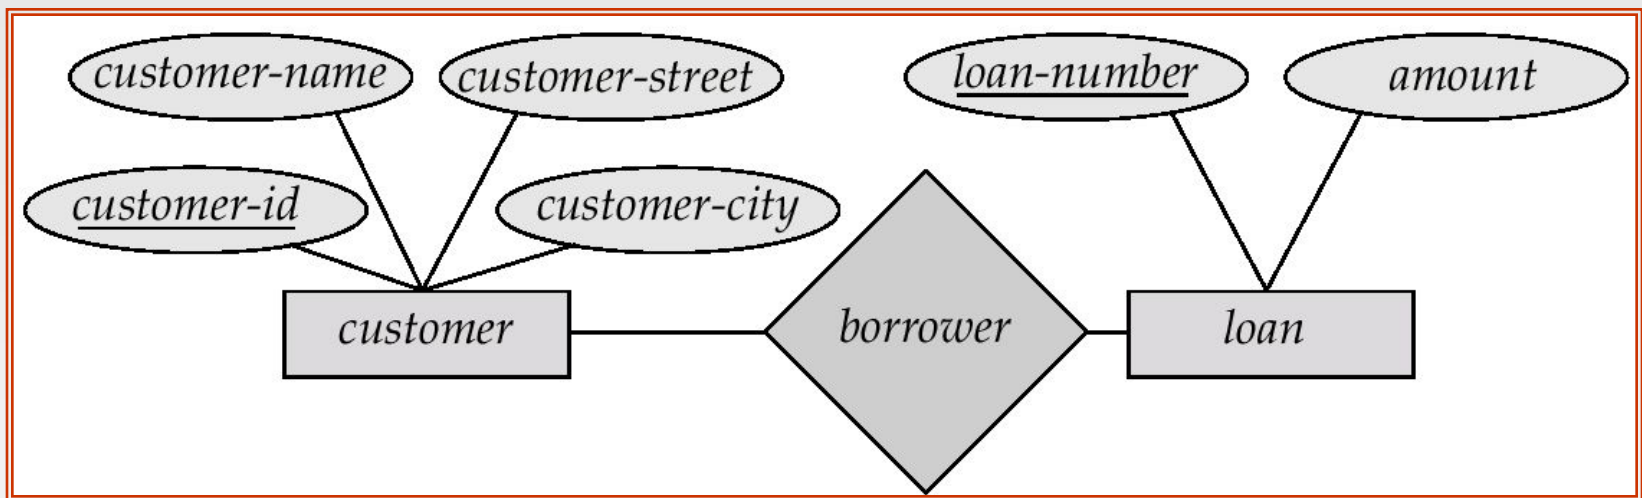 customer-name
customer-street
loan-number
amount
customer-id
customer-city
customer
borrower
loan